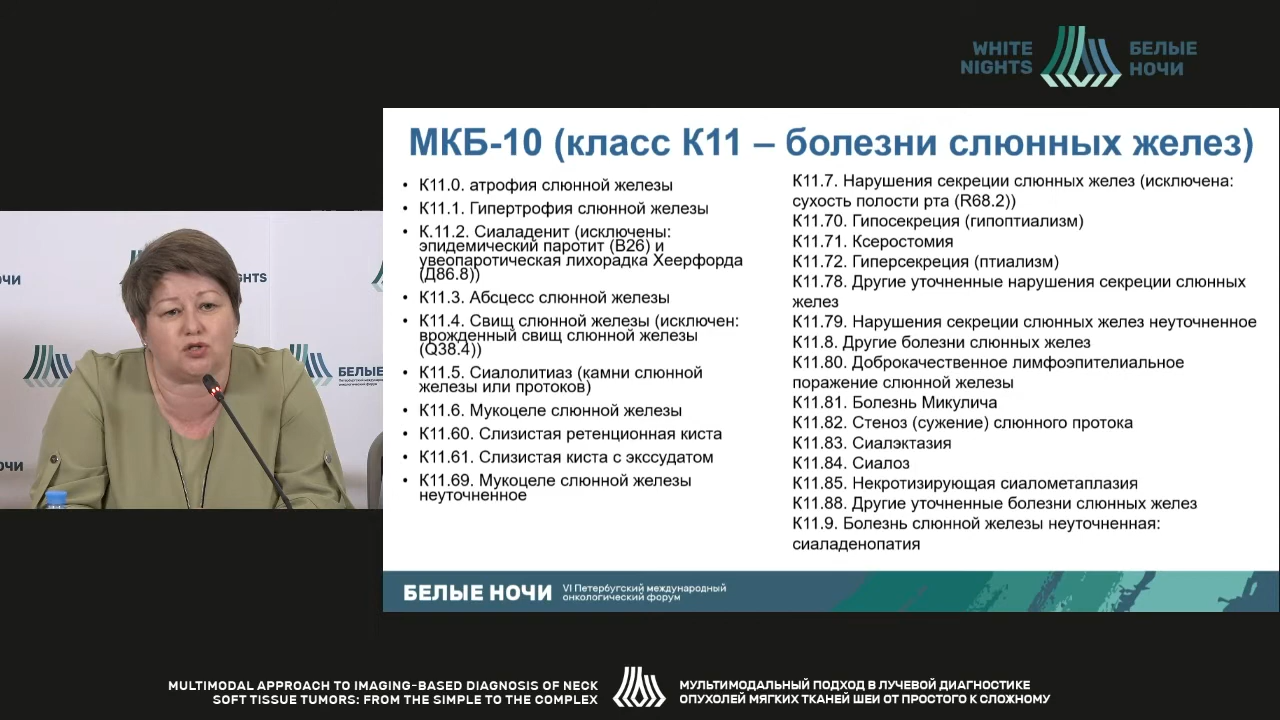 WHITE
NIGHTS
БЕЛЫЕ
НОЧИ
МКБ-10 (класс К11 – болезни слюнных желез)
• К11.0. атрофия слюнной железы
• К11.1. Гипертрофия слюнной железы
• К.11.2. Сиаладенит (исключены:
эпидемический паротит (В26) и
увеопаротическая лихорадка Хеерфорда
(Д86.8))
• К11.3. Абсцесс слюнной железы
• К11.4. Свищ слюнной железы (исключен:
врожденный свищ слюнной железы
(Q38.4))
• К11.5. Сиалолитиаз (камни слюнной
железы или протоков)
• К11.6. Мукоцеле слюнной железы
• К11.60. Слизистая ретенционная киста
• К11.61. Слизистая киста с экссудатом
• К11.69. Мукоцеле слюнной железы
неуточненное
К11.7. Нарушения секреции слюнных желез (исключена:
сухость полости рта (R68.2))
К11.70. Гипосекреция (гипоптиализм)
К11.71. Ксеростомия
К11.72. Гиперсекреция (птиализм)
К11.78. Другие уточненные нарушения секреции слюнных
желез
К11.79. Нарушения секреции слюнных желез неуточненное
К11.8. Другие болезни слюнных желез
К11.80. Доброкачественное лимфоэпителиальное
поражение слюнной железы
К11.81. Болезнь Микулича
К11.82. Стеноз (сужение) слюнного протока
К11.83. Сиалэктазия
К11.84. Сиалоз
К11.85. Некротизирующая сиалометаплазия
К11.88. Другие уточненные болезни слюнных желез
К11.9. Болезнь слюнной железы неуточненная:
сиаладенопатия
ОЧИ
GHTS
БЕЛЫЕ
ОЧИ
БЕЛЫЕ НОЧИ
VI Петербугский международный
онкологический форум
MULTIMODAL APPROACH TO IMAGING-BASED DIAGNOSIS OF NECK
SOFT TISSUE TUMORS: FROM THE SIMPLE TO THE COMPLEX
МУЛЬТИМОДАЛЬНЫЙ ПОДХОД В ЛУЧЕВОЙ ДИАГНОСТИКЕ
ОПУХОЛЕЙ МЯГКИХ ТКАНЕЙ ШЕИ ОТ ПРОСТОГО К СЛОЖНОМУ